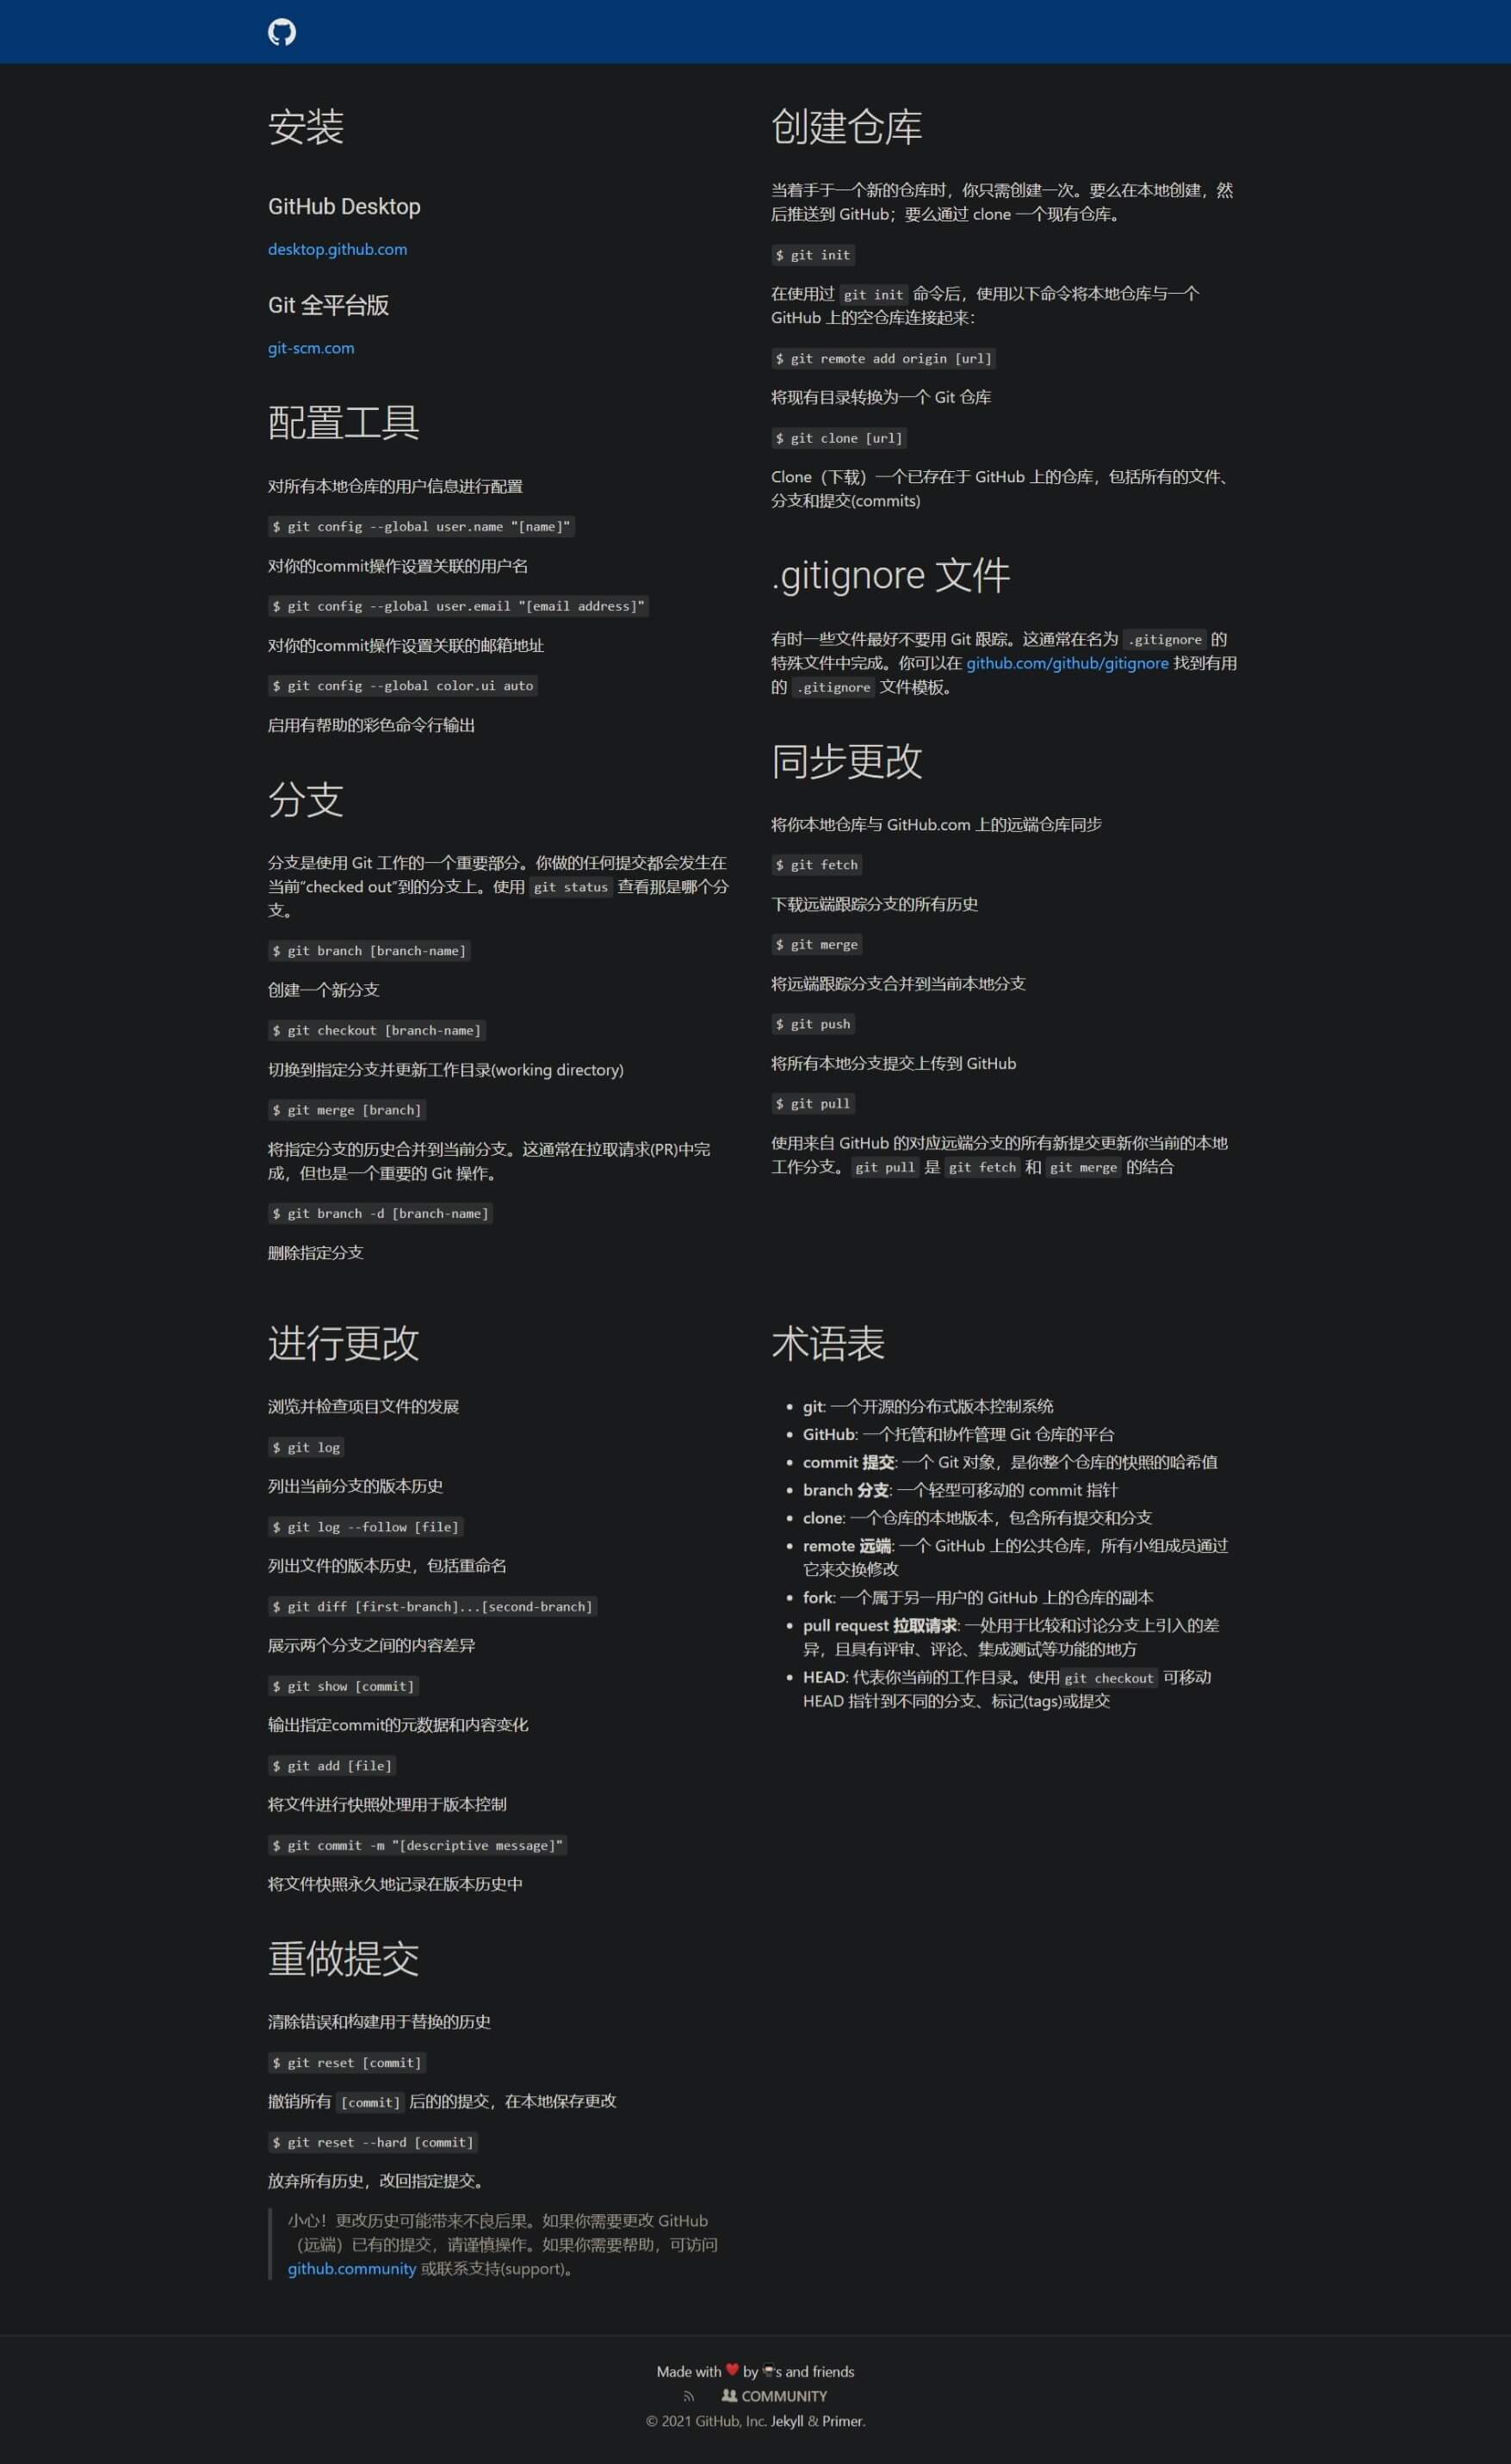 安装
GitHub Desktop
desktop.github.com
Git 全平台版
git-scm.com
配置工具
对所有本地仓库的用户信息进行配置
$ git config --global user.name "[name]"
对你的commit操作设置关联的用户名
$ git config --global user.email "[email address]"
对你的commit操作设置关联的邮箱地址
$ git config --global color.ui auto
启用有帮助的彩色命令行输出
分支
分支是使用 Git 工作的一个重要部分。你做的任何提交都会发生在
当前“checked out”到的分支上。使用 git status 查看那是哪个分
支。
$ git branch [branch-name]
创建一个新分支
$ git checkout [branch-name]
切换到指定分支并更新工作目录(working directory)
$ git merge [branch]
将指定分支的历史合并到当前分支。这通常在拉取请求(PR)中完
成，但也是一个重要的 Git 操作。
$ git branch -d [branch-name]
删除指定分支
创建仓库
当着手于一个新的仓库时，你只需创建一次。要么在本地创建，然
后推送到 GitHub；要么通过 clone 一个现有仓库。
$ git init
在使用过 git init 命令后，使用以下命令将本地仓库与一个
GitHub 上的空仓库连接起来：
$ git remote add origin [url]
将现有目录转换为一个 Git 仓库
$ git clone [url]
Clone（下载）一个已存在于 GitHub 上的仓库，包括所有的文件、
分支和提交(commits)
.gitignore 文件
有时一些文件最好不要用 Git 跟踪。这通常在名为 .gitignore 的
特殊文件中完成。你可以在 github.com/github/gitignore 找到有用
的 .gitignore 文件模板。
同步更改
将你本地仓库与 GitHub.com 上的远端仓库同步
$ git fetch
下载远端跟踪分支的所有历史
$ git merge
将远端跟踪分支合并到当前本地分支
$ git push
将所有本地分支提交上传到 GitHub
$ git pull
使用来自 GitHub 的对应远端分支的所有新提交更新你当前的本地
工作分支。git pull 是 git fetch 和 git merge 的结合
进行更改
浏览并检查项目文件的发展
$ git log
列出当前分支的版本历史
$ git log --follow [file]
列出文件的版本历史，包括重命名
$ git diff [first-branch]...[second-branch]
展示两个分支之间的内容差异
$ git show [commit]
输出指定commit的元数据和内容变化
$ git add [file]
将文件进行快照处理用于版本控制
$ git commit -m "[descriptive message]"
将文件快照永久地记录在版本历史中
重做提交
清除错误和构建用于替换的历史
$ git reset [commit]
撤销所有 [commit] 后的的提交，在本地保存更改
$ git reset --hard [commit]
放弃所有历史，改回指定提交。
小心！更改历史可能带来不良后果。如果你需要更改 GitHub
（远端）已有的提交，请谨慎操作。如果你需要帮助，可访问
github.community 或联系支持(support)。
术语表
• git: 一个开源的分布式版本控制系统
• GitHub: 一个托管和协作管理 Git 仓库的平台
• commit 提交: 一个 Git 对象，是你整个仓库的快照的哈希值
• branch 分支: 一个轻型可移动的 commit 指针
• clone: 一个仓库的本地版本，包含所有提交和分支
• remote 远端: 一个 GitHub 上的公共仓库，所有小组成员通过
它来交换修改
• fork: 一个属于另一用户的 GitHub 上的仓库的副本
• pull request 拉取请求: 一处用于比较和讨论分支上引入的差
异，且具有评审、评论、集成测试等功能的地方
• HEAD: 代表你当前的工作目录。使用git checkout 可移动
HEAD 指针到不同的分支、标记(tags)或提交
Made with ❤ by 's and friends
COMMUNITY
© 2021 GitHub, Inc. Jekyll & Primer.